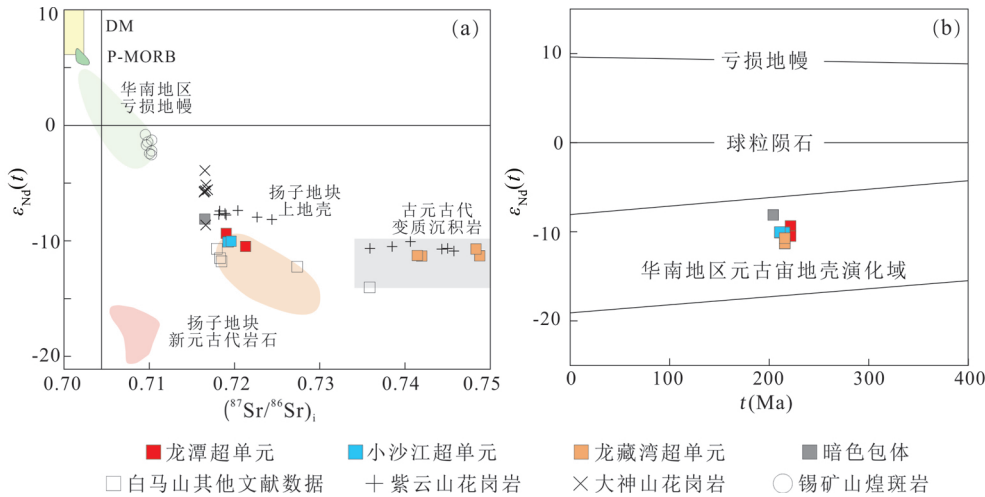 (a)
10
5
0
-5
-10
-20
εNd(t)
DM
P-MORB
华南地区
亏损地幔
扬子地块
上地壳
古元古代
变质沉积岩
扬子地块
新元古代岩石
0.70
0.71
0.72
0.73
0.74
0.75
(⁸⁷Sr/⁸⁶Sr)i
(b)
10
0
-10
-20
εNd(t)
亏损地幔
球粒陨石
华南地区元古宙地壳演化域
0
100
200
300
400
t(Ma)
龙潭超单元
小沙江超单元
龙藏湾超单元
暗色包体
白马山其他文献数据
紫云山花岗岩
大神山花岗岩
锡矿山煌斑岩